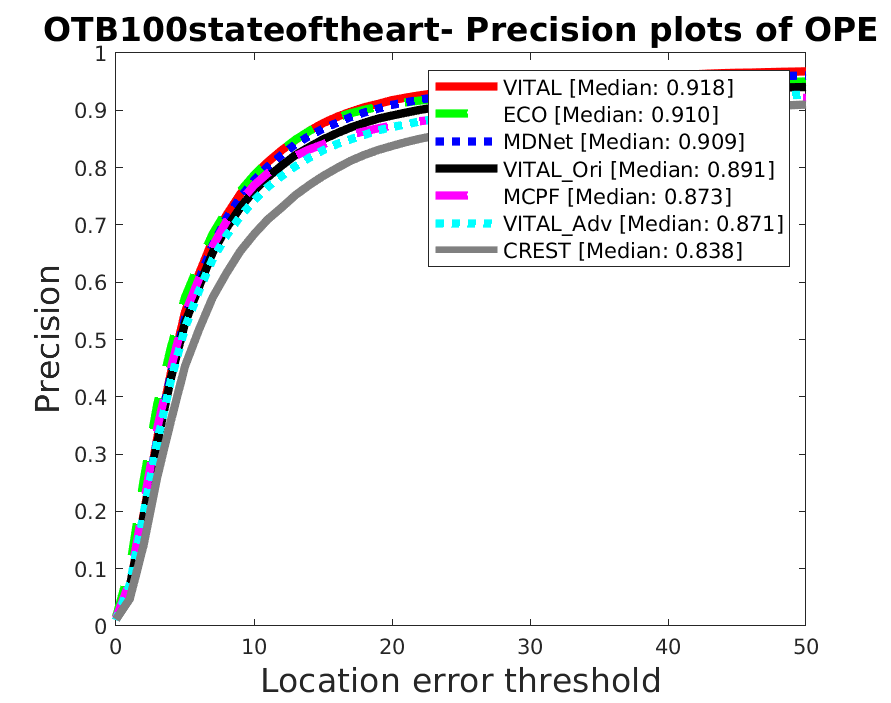 OTB100stateoftheart- Precision plots of OPE
1
0.9
0.8
0.7
0.6
0.5
0.4
0.3
0.2
0.1
0
Precision
VITAL [Median: 0.918]
ECO [Median: 0.910]
MDNet [Median: 0.909]
VITAL_Ori [Median: 0.891]
MCPF [Median: 0.873]
VITAL_Adv [Median: 0.871]
CREST [Median: 0.838]
0 10 20 30 40 50
Location error threshold